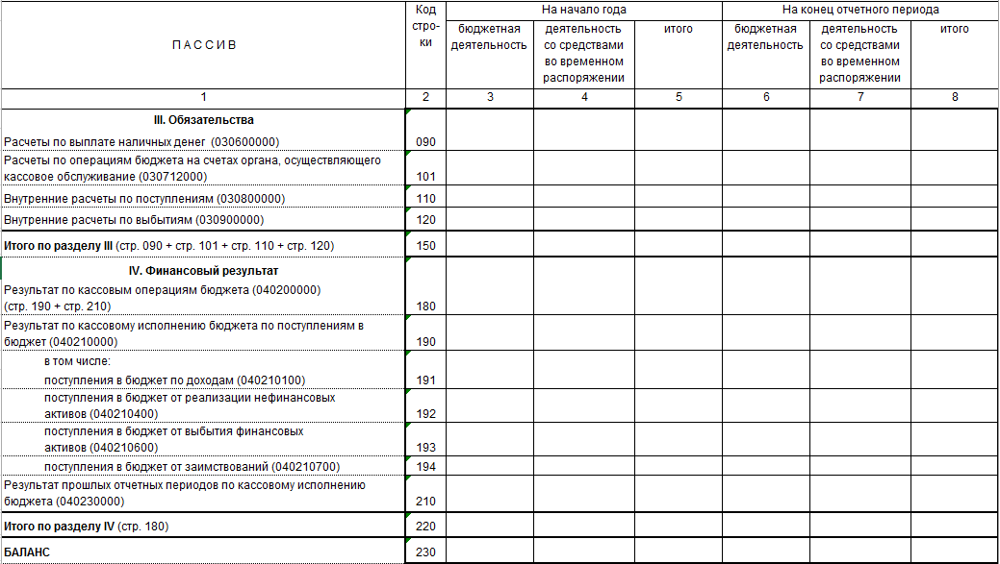 П А С С И В
Код
стро-
ки
На начало года
На конец отчетного периода
бюджетная
деятельность
деятельность
со средствами
во временном
распоряжении
итого
бюджетная
деятельность
деятельность
со средствами
во временном
распоряжении
итого
1 2 3 4 5 6 7 8
III. Обязательства
Расчеты по выплате наличных денег (030600000) 090
Расчеты по операциям бюджета на счетах органа, осуществляющего
кассовое обслуживание (030712000) 101
Внутренние расчеты по поступлениям (030800000) 110
Внутренние расчеты по выбытиям (030900000) 120
Итого по разделу III (стр. 090 + стр. 101 + стр. 110 + стр. 120) 150
IV. Финансовый результат
Результат по кассовым операциям бюджета (040200000)
(стр. 190 + стр. 210) 180
Результат по кассовому исполнению бюджета по поступлениям в
бюджет (040210000) 190
в том числе:
поступления в бюджет по доходам (040210100) 191
поступления в бюджет от реализации нефинансовых
активов (040210400) 192
поступления в бюджет от выбытия финансовых
активов (040210600) 193
поступления в бюджет от заимствований (040210700) 194
Результат прошлых отчетных периодов по кассовому исполнению
бюджета (040230000) 210
Итого по разделу IV (стр. 180) 220
БАЛАНС 230